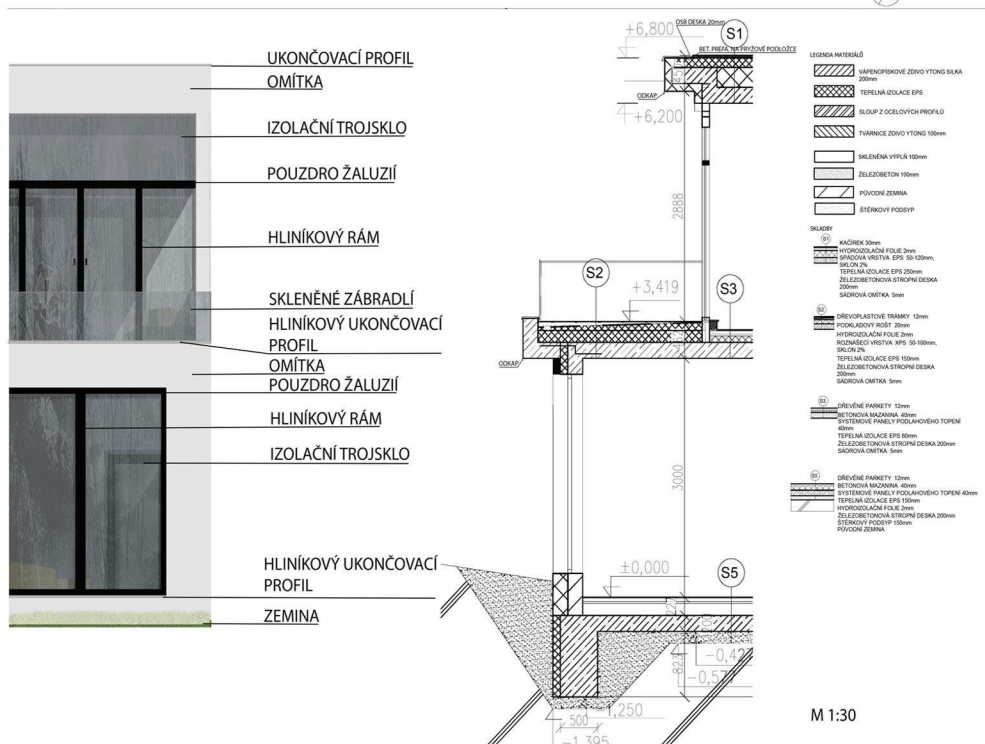 UKONČOVACÍ PROFIL
OMÍTKA
IZOLAČNÍ TROJSKLO
POUZDRO ŽALUZIÍ
HLINÍKOVÝ RÁM
SKLENĚNÉ ZÁBRADLÍ
HLINÍKOVÝ UKONČOVACÍ
PROFIL
OMÍTKA
POUZDRO ŽALUZIÍ
HLINÍKOVÝ RÁM
IZOLAČNÍ TROJSKLO
HLINÍKOVÝ UKONČOVACÍ
PROFIL
ZEMINA
OSB DESKA 20mm
+6,800
S1
BET. PREFA. NA PRYŽOVÉ PODLOŽCE
ODKAP
+6,200
2888
S2
+3,419
S3
ODKAP
3000
±0,000
S5
227
823
-0,427
-0,577
-1,250
500
-1,395
LEGENDA MATERIÁLŮ
VÁPENOPÍSKOVÉ ZDIVO YTONG SILKA
200mm
TEPELNÁ IZOLACE EPS
SLOUP Z OCELOVÝCH PROFILŮ
TVÁRNICE ZDIVO YTONG 100mm
SKLENĚNÁ VÝPLŇ 100mm
ŽELEZOBETON 100mm
PŮVODNÍ ZEMINA
ŠTĚRKOVÝ PODSYP
SKLADBY
S1
KAČÍREK 30mm
HYDROIZOLAČNÍ FOLIE 2mm
SPÁDOVÁ VRSTVA EPS 50-120mm,
SKLON 2%
TEPELNÁ IZOLACE EPS 250mm
ŽELEZOBETONOVÁ STROPNÍ DESKA
200mm
SÁDROVÁ OMÍTKA 5mm
S2
DŘEVOPLASTOVÉ TRÁMKY 12mm
PODKLADOVÝ ROŠT 20mm
HYDROIZOLAČNÍ FOLIE 2mm
ROZNÁŠECÍ VRSTVA XPS 50-100mm,
SKLON 2%
TEPELNÁ IZOLACE EPS 150mm
ŽELEZOBETONOVÁ STROPNÍ DESKA
200mm
SÁDROVÁ OMÍTKA 5mm
S3
DŘEVĚNÉ PARKETY 12mm
BETONOVÁ MAZANINA 40mm
SYSTÉMOVÉ PANELY PODLAHOVÉHO TOPENÍ
40mm
TEPELNÁ IZOLACE EPS 80mm
ŽELEZOBETONOVÁ STROPNÍ DESKA 200mm
SÁDROVÁ OMÍTKA 5mm
S5
DŘEVĚNÉ PARKETY 12mm
BETONOVÁ MAZANINA 40mm
SYSTÉMOVÉ PANELY PODLAHOVÉHO TOPENÍ 40mm
TEPELNÁ IZOLACE EPS 150mm
HYDROIZOLAČNÍ FOLIE 2mm
ŽELEZOBETONOVÁ STROPNÍ DESKA 200mm
ŠTĚRKOVÝ PODSYP 150mm
PŮVODNÍ ZEMINA
M 1:30